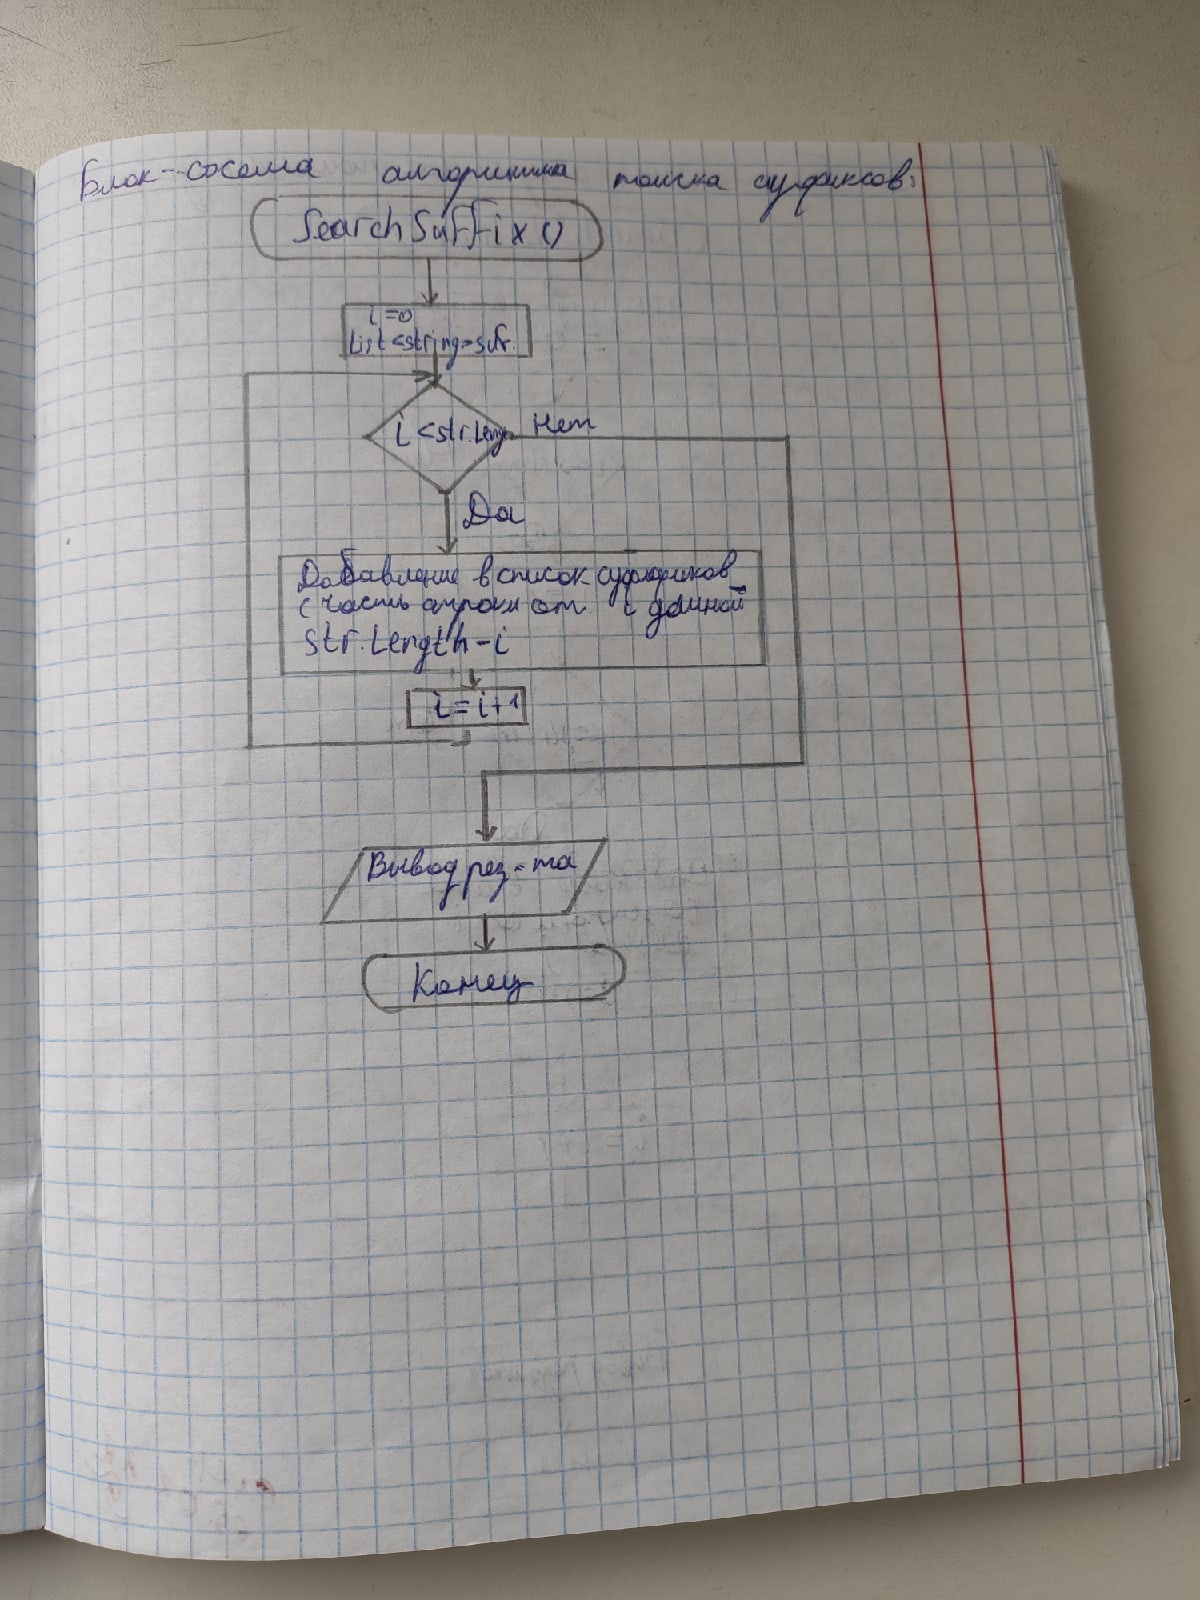 Блок-схема алгоритма поиска суффиксов:
SearchSuffix()
i=0
List<string> suf.
i<str.Leng
Нет
Да
Добавление в список суффиксов
часть строки от i длиной
str.Length-i
i=i+1
Вывод рез-та
Конец